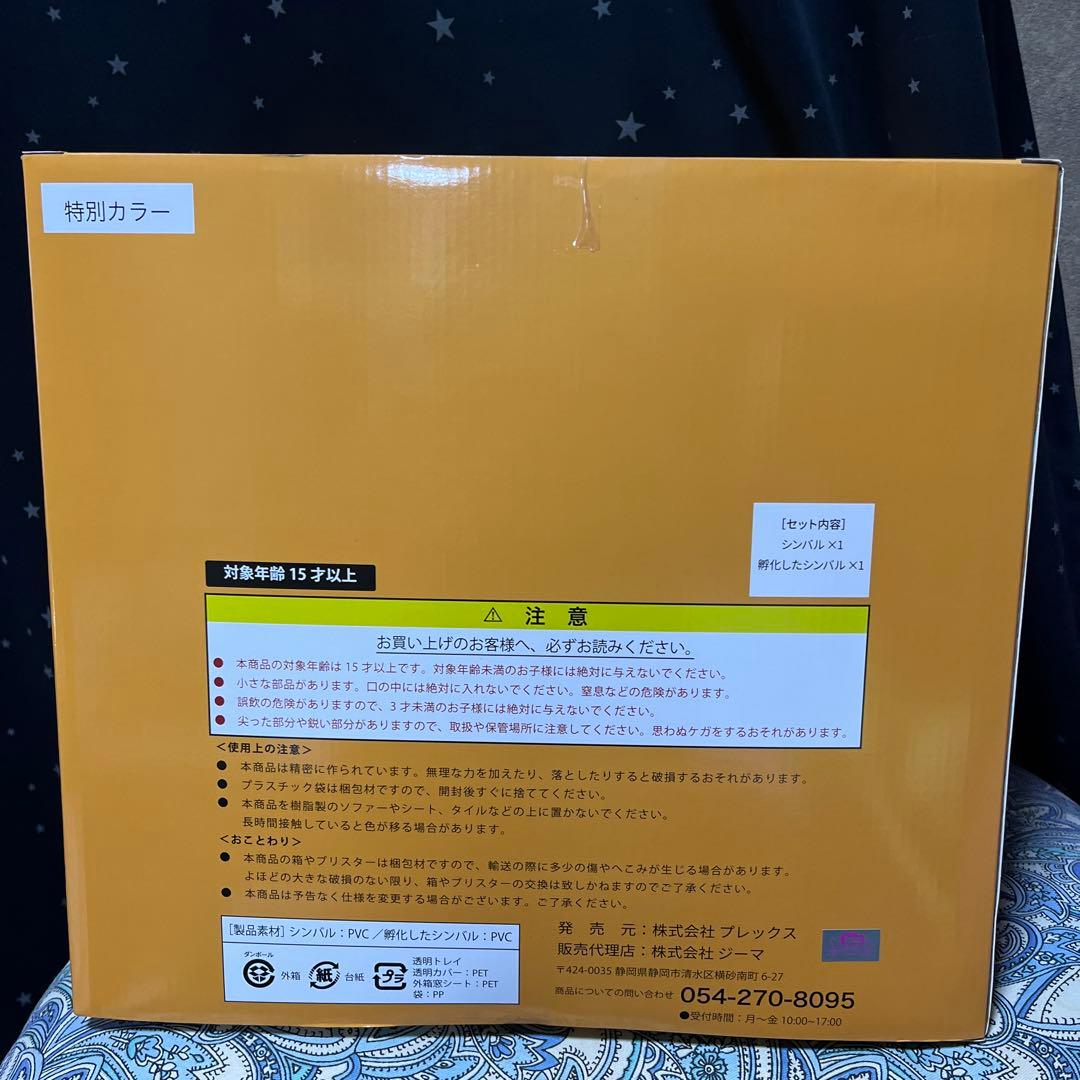 特別カラー
［セット内容］
シンバル ×1
孵化したシンバル ×1
対象年齢 15 才以上
⚠ 注 意
お買い上げのお客様へ、必ずお読みください。
● 本商品の対象年齢は 15 才以上です。対象年齢未満のお子様には絶対に与えないでください。
● 小さな部品があります。口の中には絶対に入れないでください。窒息などの危険があります。
● 誤飲の危険がありますので、3 才未満のお子様には絶対に与えないでください。
● 尖った部分や鋭い部分がありますので、取扱や保管場所に注意してください。思わぬケガをするおそれがあります。
＜使用上の注意＞
● 本商品は精密に作られています。無理な力を加えたり、落としたりすると破損するおそれがあります。
● プラスチック袋は梱包材ですので、開封後すぐに捨ててください。
● 本商品を樹脂製のソファーやシート、タイルなどの上に置かないでください。
長時間接触していると色が移る場合があります。
＜おことわり＞
● 本商品の箱やブリスターは梱包材ですので、輸送の際に多少の傷やへこみが生じる場合があります。
よほどの大きな破損のない限り、箱やブリスターの交換は致しかねますのでご了承ください。
● 本商品は予告なく仕様を変更する場合がございます。ご了承ください。
［製品素材］シンバル：PVC ／孵化したシンバル：PVC
ダンボール
外箱
紙
台紙
プラ
透明トレイ
透明カバー：PET
外箱窓シート：PET
袋：PP
発 売 元：株式会社 プレックス
販売代理店：株式会社 ジーマ
〒424-0035 静岡県静岡市清水区横砂南町 6-27
商品についての問い合わせ 054-270-8095
●受付時間：月～金 10:00~17:00